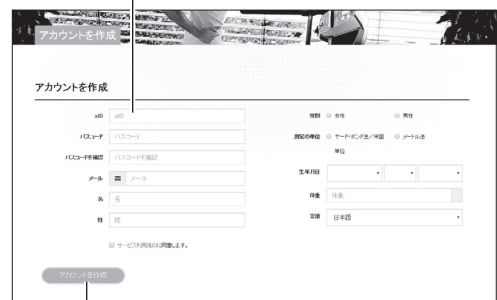 アカウントを作成
アカウントを作成
xID xID
パスコード パスコード
パスコードを確認 パスコードを確認
メール メール
名 名
姓 姓
サービス利用規約に同意します。
アカウントを作成
性別 女性 男性
測定の単位 ヤード・ポンド法／米国単位 メートル法
生年月日
体重 体重
言語 日本語